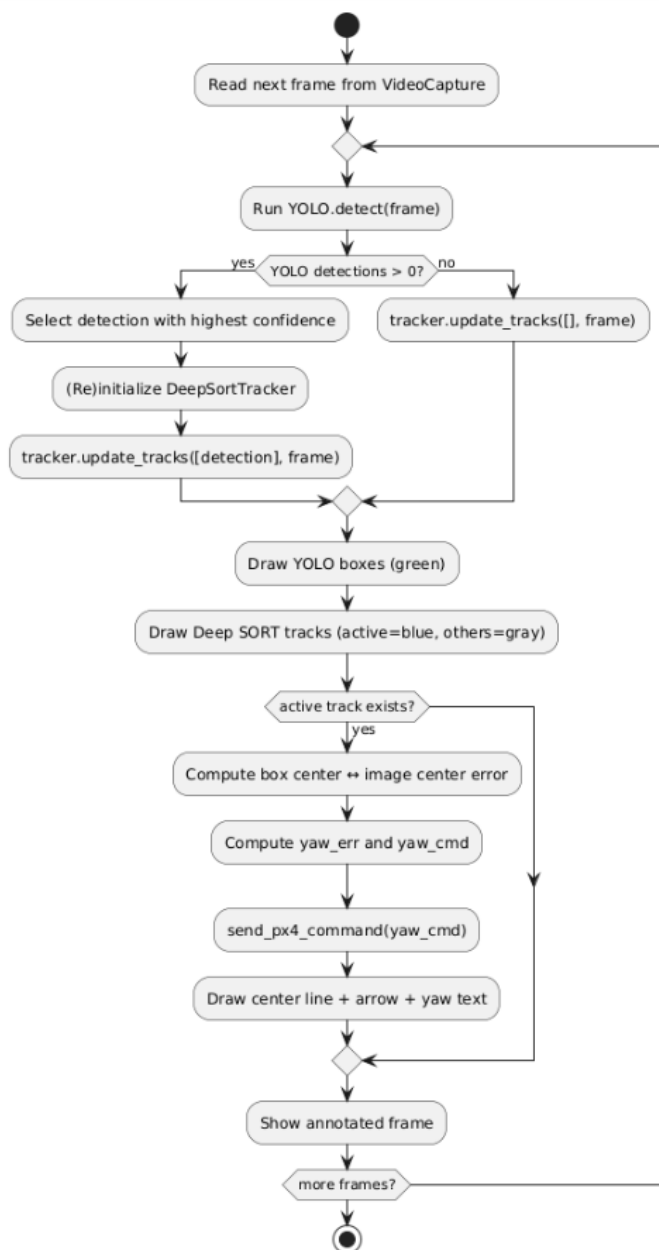 Read next frame from VideoCapture
Run YOLO.detect(frame)
yes
YOLO detections > 0?
no
Select detection with highest confidence
tracker.update_tracks([], frame)
(Re)initialize DeepSortTracker
tracker.update_tracks([detection], frame)
Draw YOLO boxes (green)
Draw Deep SORT tracks (active=blue, others=gray)
active track exists?
yes
Compute box center ↔ image center error
Compute yaw_err and yaw_cmd
send_px4_command(yaw_cmd)
Draw center line + arrow + yaw text
Show annotated frame
more frames?